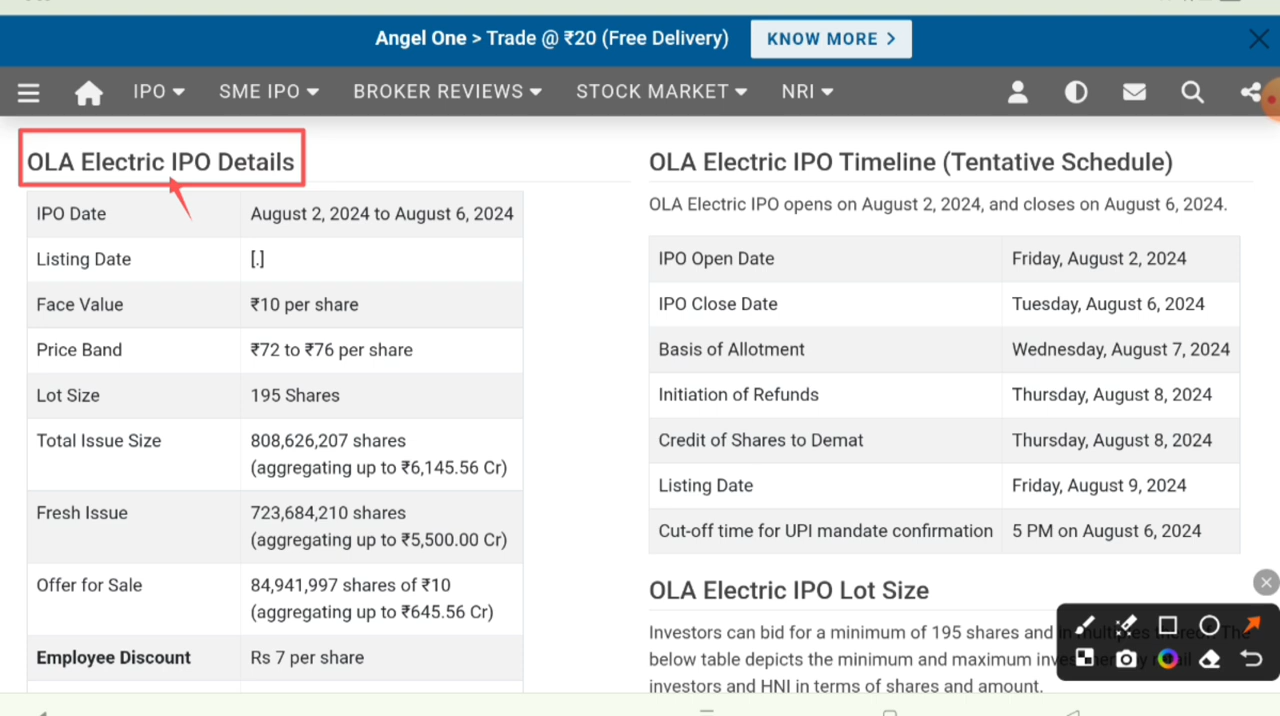 Angel One > Trade @ ₹20 (Free Delivery)
KNOW MORE >
IPO
SME IPO
BROKER REVIEWS
STOCK MARKET
NRI
OLA Electric IPO Details
IPO Date August 2, 2024 to August 6, 2024
Listing Date [.]
Face Value ₹10 per share
Price Band ₹72 to ₹76 per share
Lot Size 195 Shares
Total Issue Size 808,626,207 shares
(aggregating up to ₹6,145.56 Cr)
Fresh Issue 723,684,210 shares
(aggregating up to ₹5,500.00 Cr)
Offer for Sale 84,941,997 shares of ₹10
(aggregating up to ₹645.56 Cr)
Employee Discount Rs 7 per share
OLA Electric IPO Timeline (Tentative Schedule)
OLA Electric IPO opens on August 2, 2024, and closes on August 6, 2024.
IPO Open Date Friday, August 2, 2024
IPO Close Date Tuesday, August 6, 2024
Basis of Allotment Wednesday, August 7, 2024
Initiation of Refunds Thursday, August 8, 2024
Credit of Shares to Demat Thursday, August 8, 2024
Listing Date Friday, August 9, 2024
Cut-off time for UPI mandate confirmation 5 PM on August 6, 2024
OLA Electric IPO Lot Size
Investors can bid for a minimum of 195 shares and in multiples thereof. The
below table depicts the minimum and maximum investment by retail
investors and HNI in terms of shares and amount.